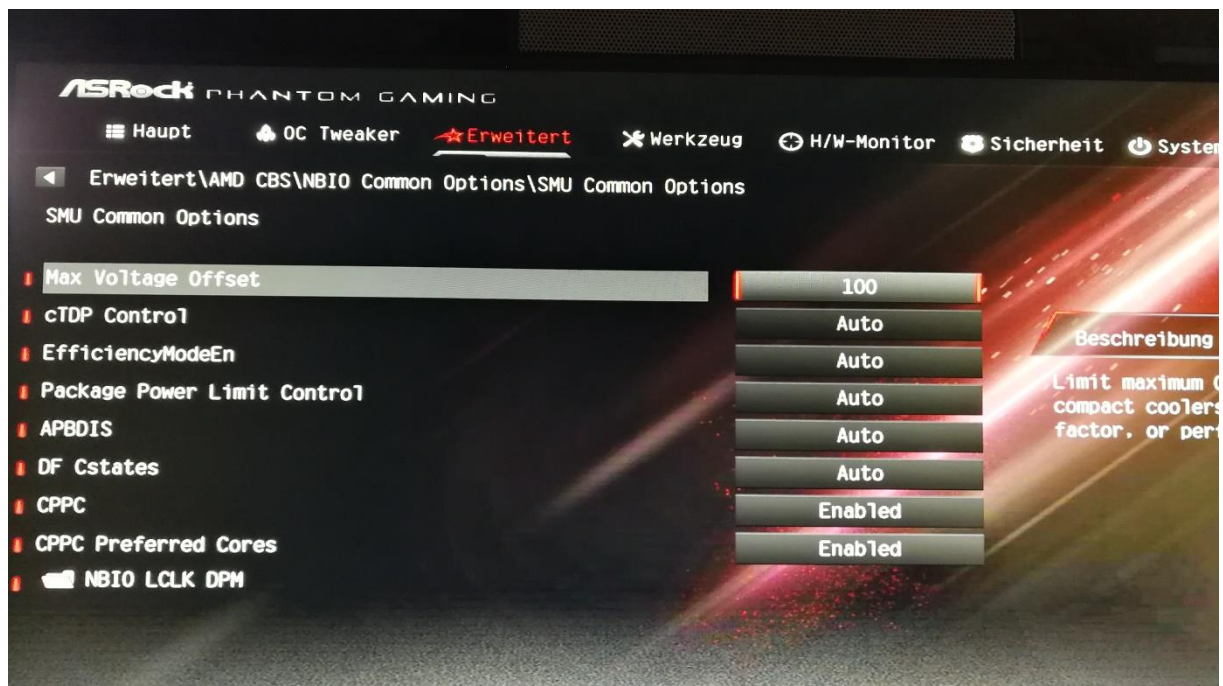 ASRock PHANTOM GAMING
Haupt OC Tweaker Erweitert Werkzeug H/W-Monitor Sicherheit System
Erweitert\AMD CBS\NBIO Common Options\SMU Common Options
SMU Common Options
Max Voltage Offset 100
cTDP Control Auto
EfficiencyModeEn Auto
Package Power Limit Control Auto
APBDIS Auto
DF Cstates Auto
CPPC Enabled
CPPC Preferred Cores Enabled
NBIO LCLK DPM
Beschreibung
Limit maximum
compact coolers
factor, or